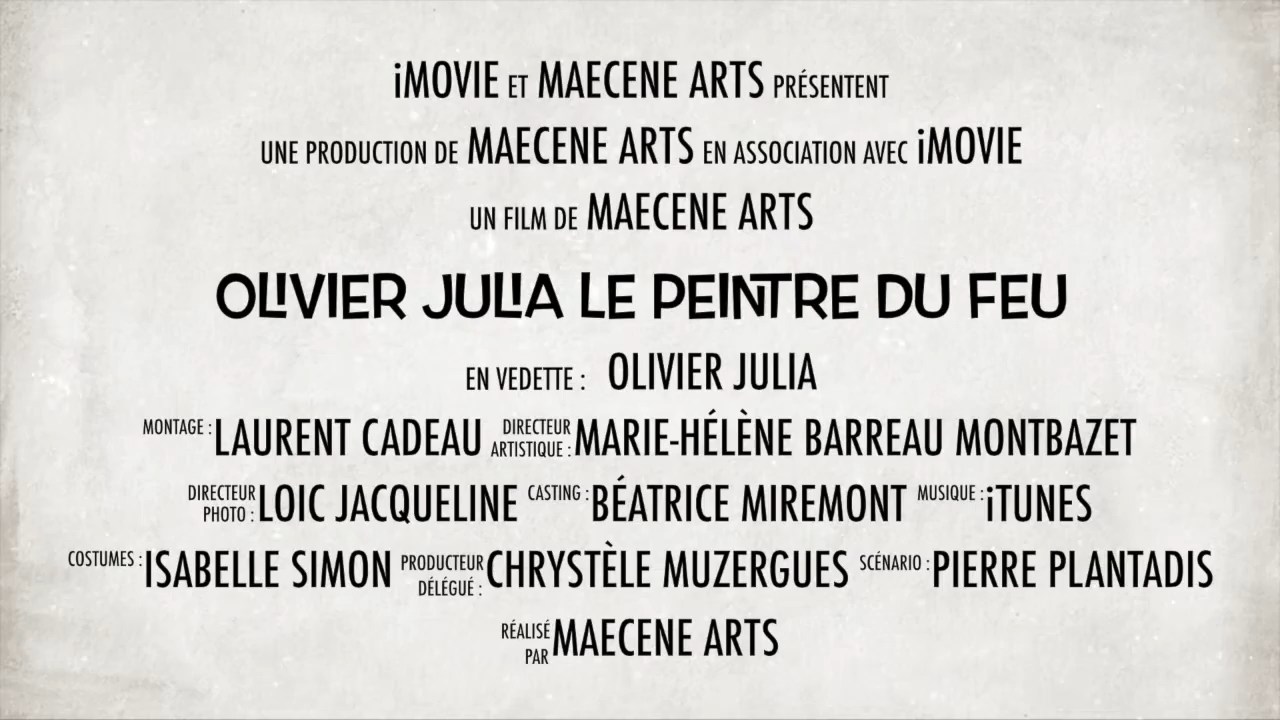 iMOVIE ET MAECENE ARTS PRÉSENTENT
UNE PRODUCTION DE MAECENE ARTS EN ASSOCIATION AVEC iMOVIE
UN FILM DE MAECENE ARTS
OLIVIER JULIA LE PEINTRE DU FEU
EN VEDETTE : OLIVIER JULIA
MONTAGE : LAURENT CADEAU DIRECTEUR ARTISTIQUE : MARIE-HÉLÈNE BARREAU MONTBAZET
DIRECTEUR PHOTO : LOIC JACQUELINE CASTING : BÉATRICE MIREMONT MUSIQUE : iTUNES
COSTUMES : ISABELLE SIMON PRODUCTEUR DÉLÉGUÉ : CHRYSTÈLE MUZERGUES SCÉNARIO : PIERRE PLANTADIS
RÉALISÉ PAR MAECENE ARTS